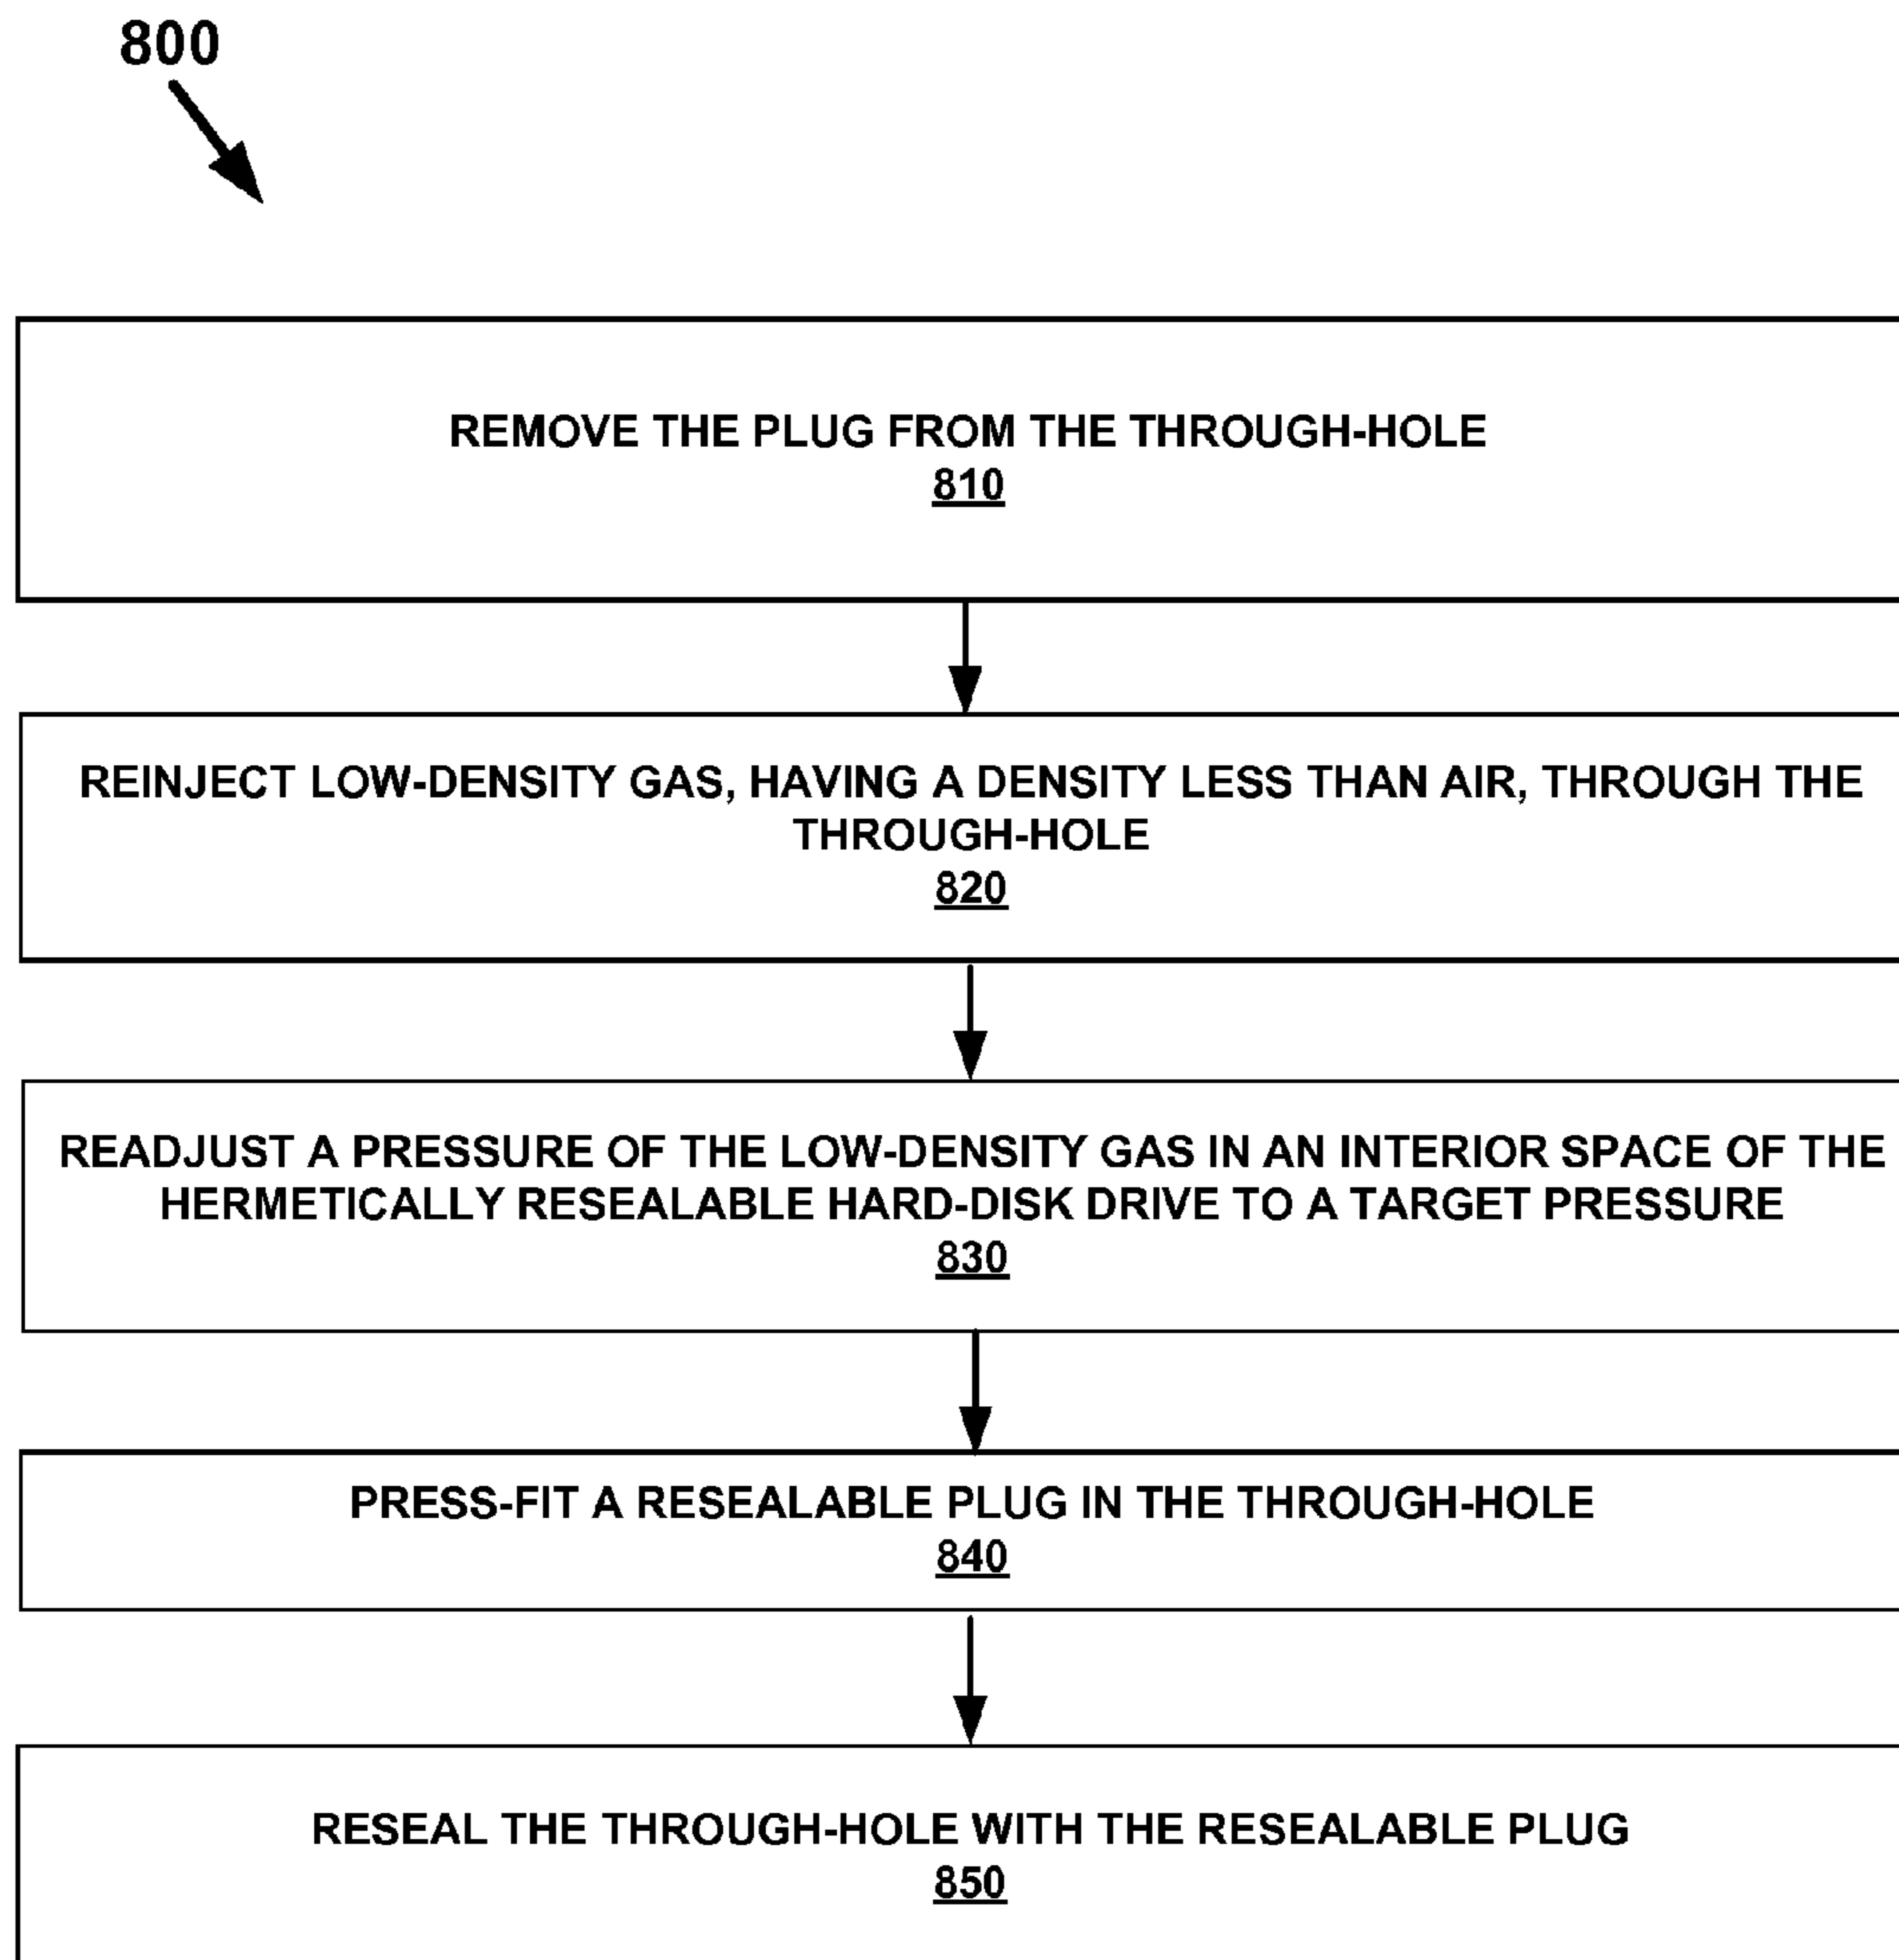 800
REMOVE THE PLUG FROM THE THROUGH-HOLE
810
REINJECT LOW-DENSITY GAS, HAVING A DENSITY LESS THAN AIR, THROUGH THE
THROUGH-HOLE
820
READJUST A PRESSURE OF THE LOW-DENSITY GAS IN AN INTERIOR SPACE OF THE
HERMETICALLY RESEALABLE HARD-DISK DRIVE TO A TARGET PRESSURE
830
PRESS-FIT A RESEALABLE PLUG IN THE THROUGH-HOLE
840
RESEAL THE THROUGH-HOLE WITH THE RESEALABLE PLUG
850